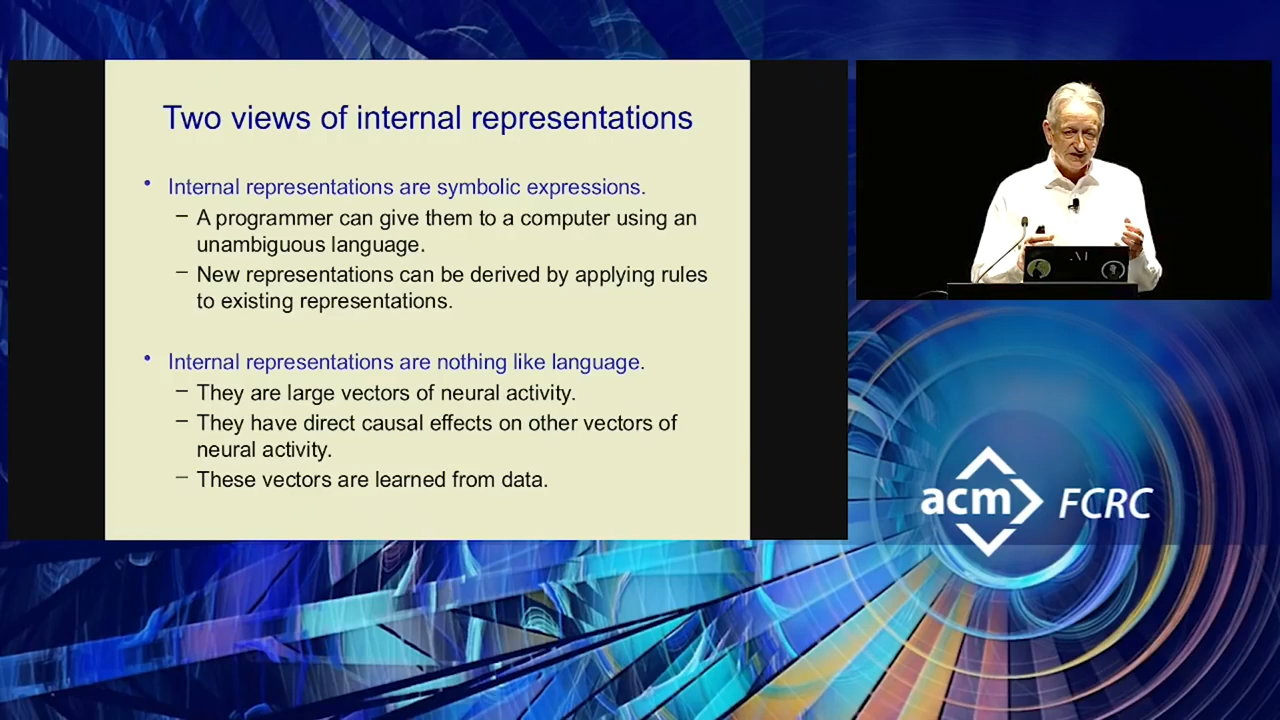 Two views of internal representations
• Internal representations are symbolic expressions.
– A programmer can give them to a computer using an
unambiguous language.
– New representations can be derived by applying rules
to existing representations.
• Internal representations are nothing like language.
– They are large vectors of neural activity.
– They have direct causal effects on other vectors of
neural activity.
– These vectors are learned from data.
acm FCRC